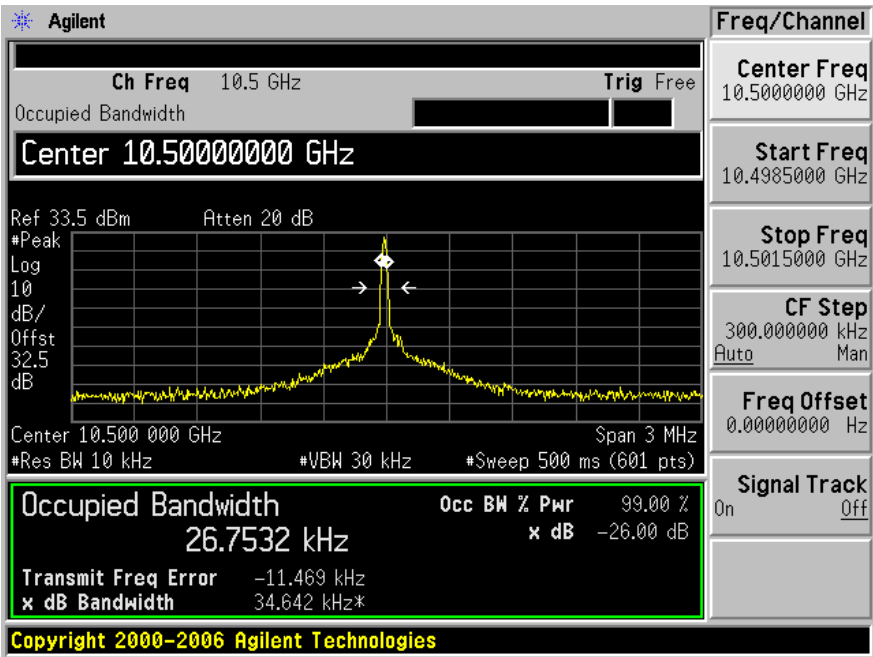 Agilent
Freq/Channel
Ch Freq 10.5 GHz Trig Free
Occupied Bandwidth
Center 10.50000000 GHz
Ref 33.5 dBm Atten 20 dB
#Peak
Log
10
dB/
Offst
32.5
dB
Center 10.500 000 GHz Span 3 MHz
#Res BW 10 kHz #VBW 30 kHz #Sweep 500 ms (601 pts)
Occupied Bandwidth Occ BW % Pwr 99.00 %
26.7532 kHz x dB -26.00 dB
Transmit Freq Error -11.469 kHz
x dB Bandwidth 34.642 kHz*
Copyright 2000-2006 Agilent Technologies
Center Freq
10.5000000 GHz
Start Freq
10.4985000 GHz
Stop Freq
10.5015000 GHz
CF Step
300.000000 kHz
Auto Man
Freq Offset
0.00000000 Hz
Signal Track
On Off